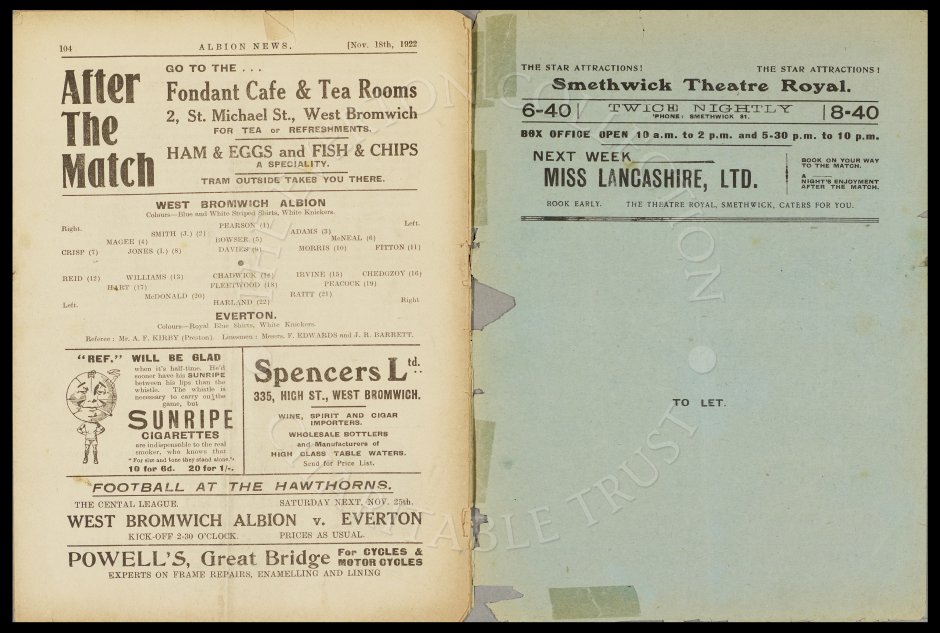 104 ALBION NEWS. [Nov. 18th, 1922
After
The
Match
GO TO THE . . .
Fondant Cafe & Tea Rooms
2, St. Michael St., West Bromwich
FOR TEA or REFRESHMENTS.
HAM & EGGS and FISH & CHIPS
A SPECIALITY.
TRAM OUTSIDE TAKES YOU THERE.
WEST BROMWICH ALBION
Colours—Blue and White Striped Shirts, White Knickers.
Right. PEARSON (1) Left.
SMITH (J.) (2) ADAMS (3)
MAGEE (4) BOWSER (5) McNEAL (6)
CRISP (7) JONES (J.) (8) DAVIES (9) MORRIS (10) FITTON (11)
REID (12) WILLIAMS (13) CHADWICK (14) IRVINE (15) CHEDGZOY (16)
HART (17) FLEETWOOD (18) PEACOCK (19)
McDONALD (20) RAITT (21)
Left. HARLAND (22) Right
EVERTON.
Colours—Royal Blue Shirts, White Knickers.
Referee : Mr. A. F. KIRBY (Preston). Linesmen : Messrs. F. EDWARDS and J. R. BARRETT.
"REF." WILL BE GLAD
when it's half-time. He'd
sooner have his SUNRIPE
between his lips than the
whistle. The whistle is
necessary to carry on the
game, but
SUNRIPE
CIGARETTES
are indispensable to the real
smoker, who knows that
"For size and tone they stand alone."
10 for 6d. 20 for 1/-.
Spencers Ltd.
335, HIGH ST., WEST BROMWICH.
WINE, SPIRIT AND CIGAR
IMPORTERS.
WHOLESALE BOTTLERS
and Manufacturers of
HIGH CLASS TABLE WATERS.
Send for Price List.
FOOTBALL AT THE HAWTHORNS.
THE CENTAL LEAGUE. SATURDAY NEXT, NOV. 25th.
WEST BROMWICH ALBION v. EVERTON
KICK-OFF 2-30 O'CLOCK. PRICES AS USUAL.
POWELL'S, Great Bridge For CYCLES &
MOTOR CYCLES
EXPERTS ON FRAME REPAIRS, ENAMELLING AND LINING
THE STAR ATTRACTIONS! THE STAR ATTRACTIONS!
Smethwick Theatre Royal.
6-40 TWICE NIGHTLY 8-40
'PHONE: SMETHWICK 81.
BOX OFFICE OPEN 10 a.m. to 2 p.m. and 5-30 p.m. to 10 p.m.
NEXT WEEK
MISS LANCASHIRE, LTD.
BOOK ON YOUR WAY
TO THE MATCH.
A
NIGHT'S ENJOYMENT
AFTER THE MATCH.
BOOK EARLY. THE THEATRE ROYAL, SMETHWICK, CATERS FOR YOU.
TO LET.